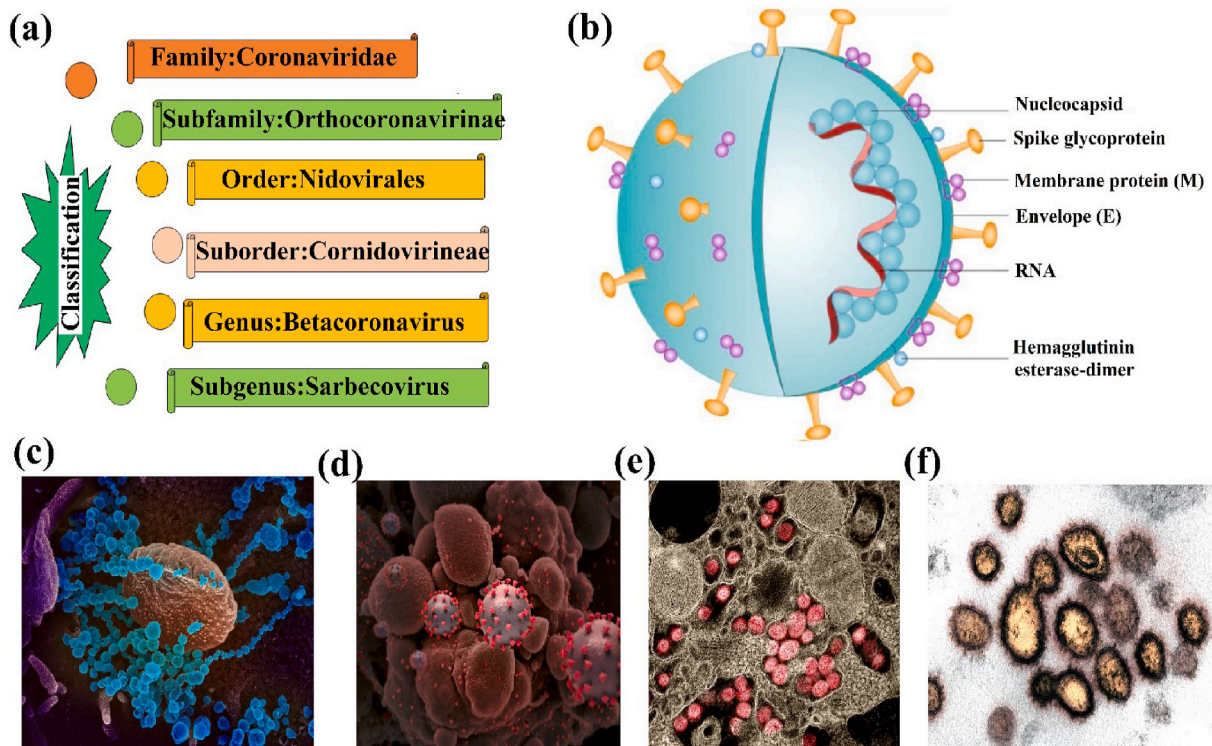 (a)
Family:Coronaviridae
Subfamily:Orthocoronavirinae
Order:Nidovirales
Suborder:Cornidovirineae
Genus:Betacoronavirus
Subgenus:Sarbecovirus
Classification
(b)
Nucleocapsid
Spike glycoprotein
Membrane protein (M)
Envelope (E)
RNA
Hemagglutinin
esterase-dimer
(c)
(d)
(e)
(f)